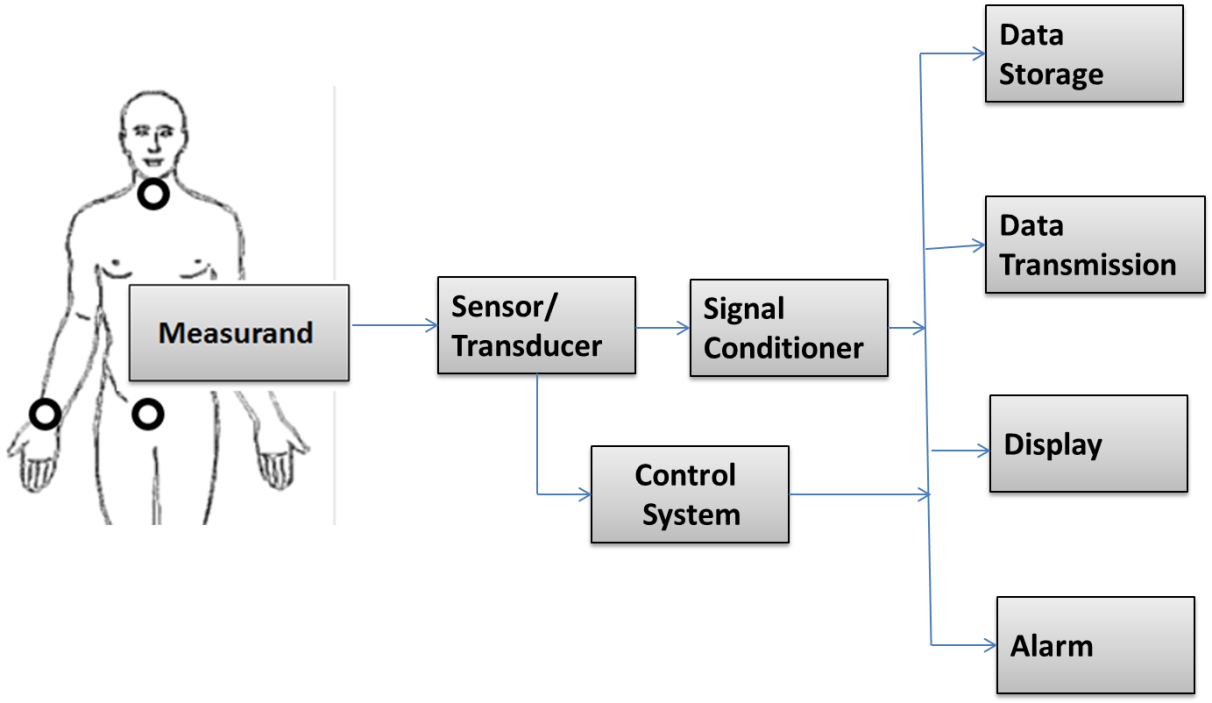 Data
Storage
Data
Transmission
Measurand
Sensor/
Transducer
Signal
Conditioner
Display
Control
System
Alarm